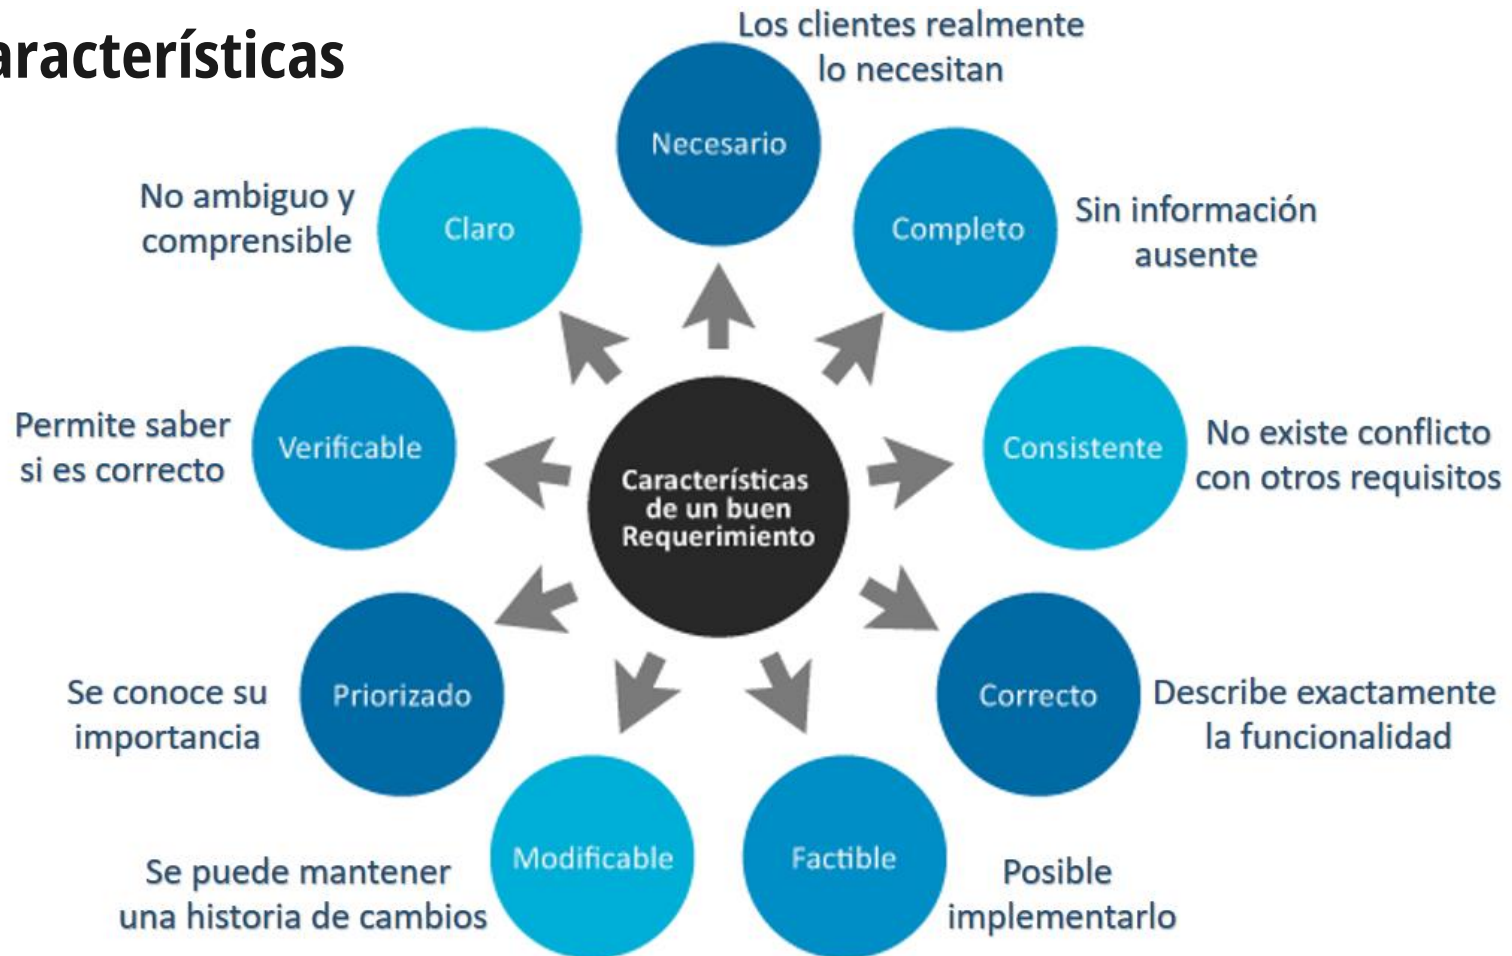 aracterísticas
Los clientes realmente
lo necesitan
Necesario
Completo
Sin información
ausente
Consistente
No existe conflicto
con otros requisitos
Correcto
Describe exactamente
la funcionalidad
Factible
Posible
implementarlo
Modificable
Se puede mantener
una historia de cambios
Priorizado
Se conoce su
importancia
Verificable
Permite saber
si es correcto
Claro
No ambiguo y
comprensible
Características
de un buen
Requerimiento